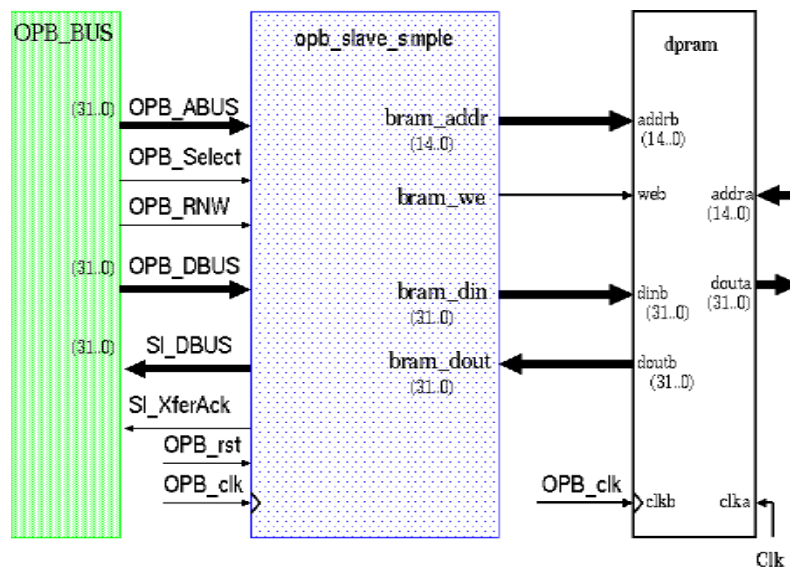 OPB_BUS
opb_slave_smple
dpram
(31..0)
OPB_ABUS
bram_addr
(14..0)
addrb
(14..0)
OPB_Select
OPB_RNW
bram_we
web
addra
(14..0)
(31..0)
OPB_DBUS
bram_din
(31..0)
dinb
(31..0)
douta
(31..0)
(31..0)
SI_DBUS
bram_dout
(31..0)
doutb
(31..0)
SI_XferAck
OPB_rst
OPB_clk
OPB_clk
clkb
clka
Clk